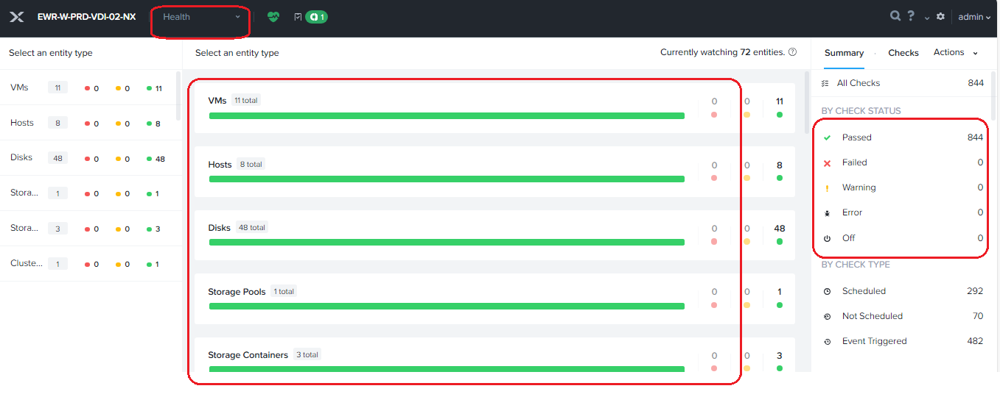 EWR-W-PRD-VDI-02-NX Health 1 ? admin
Select an entity type
VMs 11 0 0 11
Hosts 8 0 0 8
Disks 48 0 0 48
Stora... 1 0 0 1
Stora... 3 0 0 3
Cluste... 1 0 0 1
Select an entity type Currently watching 72 entities. ?
VMs 11 total 0 0 11
Hosts 8 total 0 0 8
Disks 48 total 0 0 48
Storage Pools 1 total 0 0 1
Storage Containers 3 total 0 0 3
Summary · Checks Actions
All Checks 844
BY CHECK STATUS
Passed 844
Failed 0
Warning 0
Error 0
Off 0
BY CHECK TYPE
Scheduled 292
Not Scheduled 70
Event Triggered 482